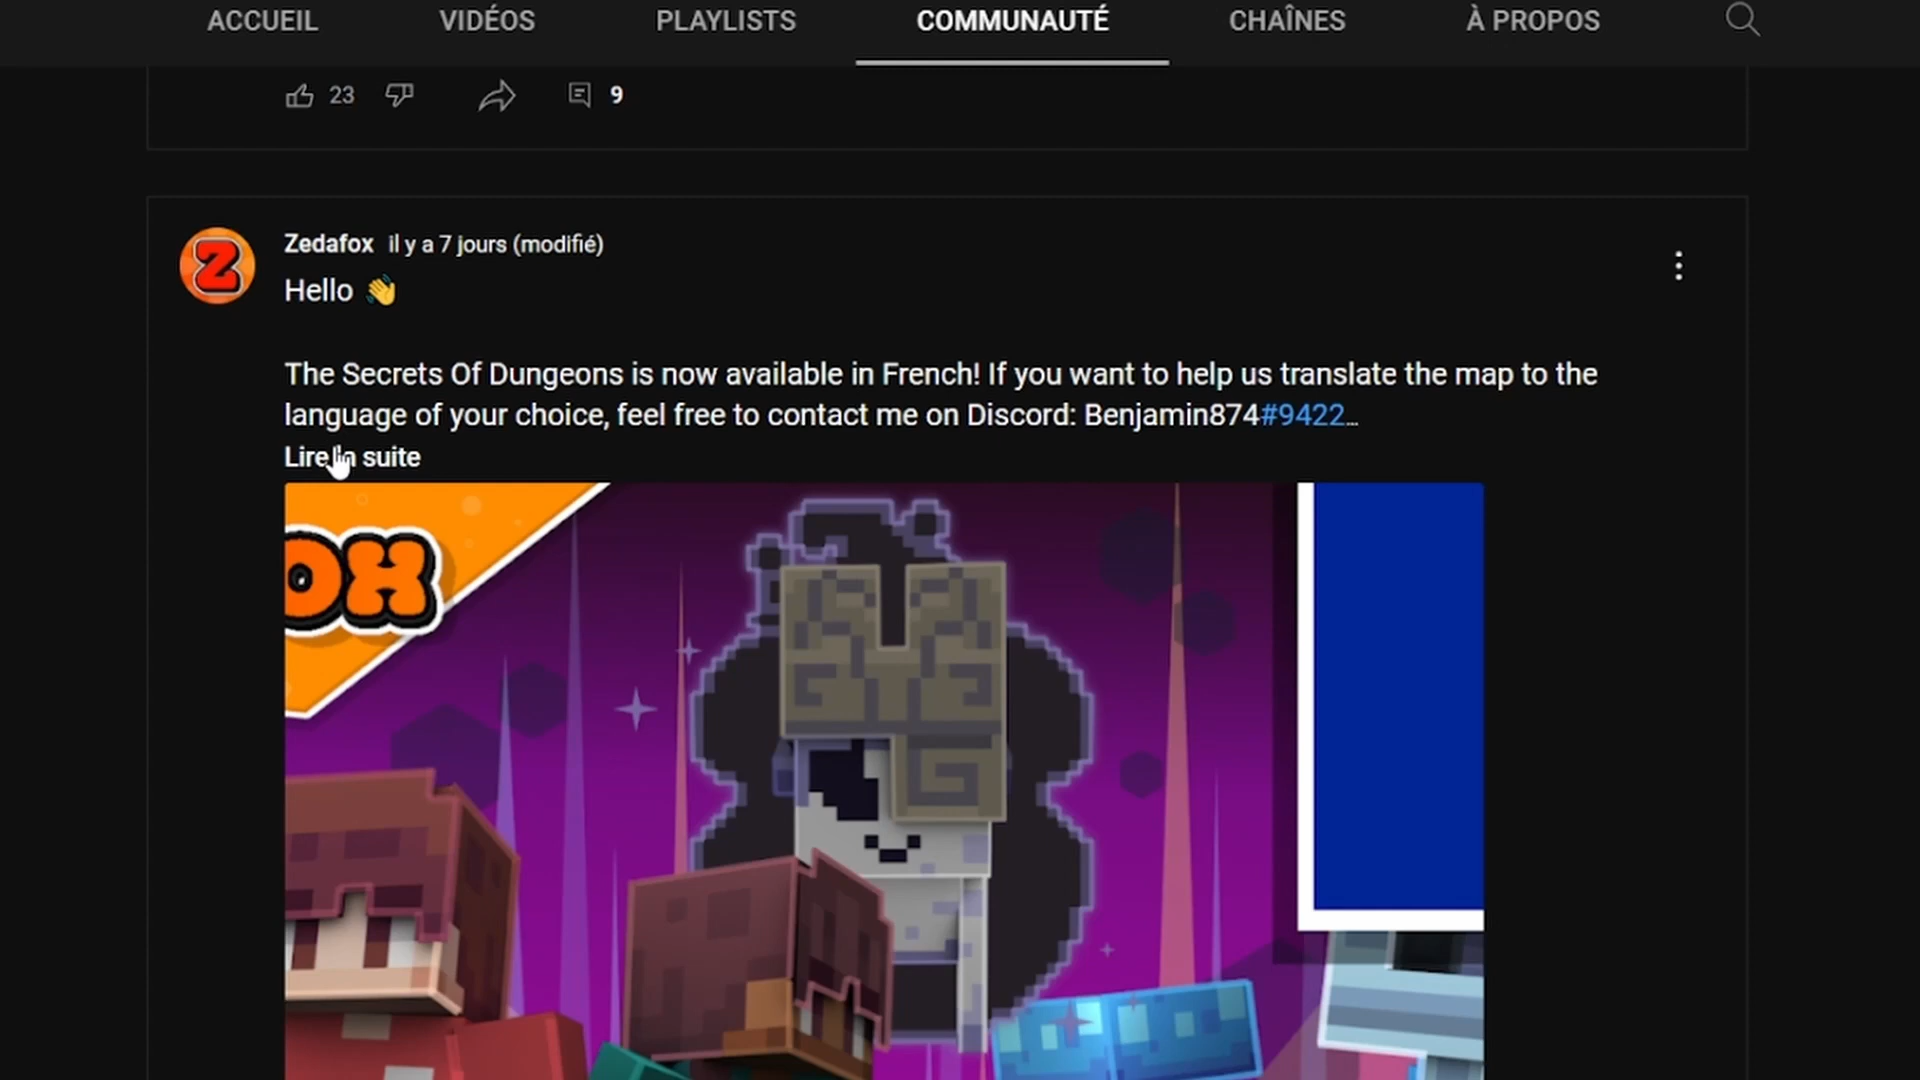 ACCUEIL VIDÉOS PLAYLISTS COMMUNAUTÉ CHAÎNES À PROPOS
23 9
Zedafox il y a 7 jours (modifié)
Z
Hello 👋
The Secrets Of Dungeons is now available in French! If you want to help us translate the map to the
language of your choice, feel free to contact me on Discord: Benjamin874#9422...
Lire suite
OX